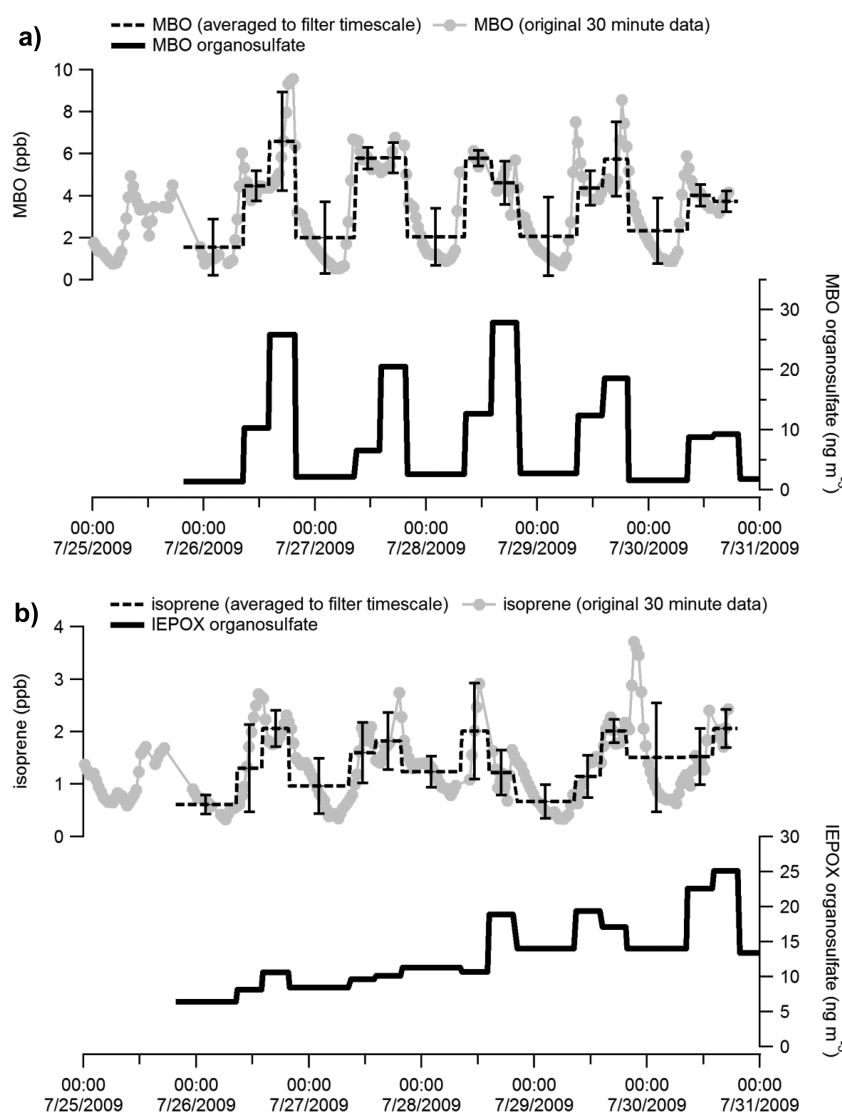 a)
MBO (averaged to filter timescale) MBO (original 30 minute data)
MBO organosulfate
10
8
6
4
2
0
MBO (ppb)
30
20
10
0
MBO organosulfate (ng m⁻³)
00:00 00:00 00:00 00:00 00:00 00:00 00:00
7/25/2009 7/26/2009 7/27/2009 7/28/2009 7/29/2009 7/30/2009 7/31/2009
b)
isoprene (averaged to filter timescale) isoprene (original 30 minute data)
IEPOX organosulfate
4
3
2
1
0
isoprene (ppb)
30
25
20
15
10
5
0
IEPOX organosulfate (ng m⁻³)
00:00 00:00 00:00 00:00 00:00 00:00 00:00
7/25/2009 7/26/2009 7/27/2009 7/28/2009 7/29/2009 7/30/2009 7/31/2009